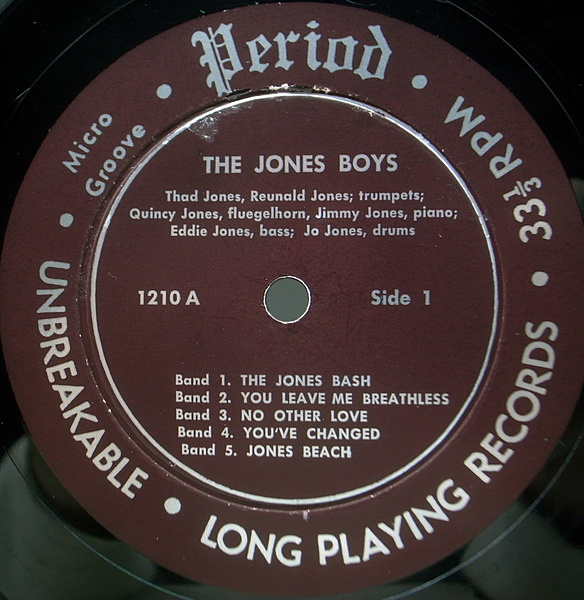 Period
Micro
Groove
33⅓ RPM
THE JONES BOYS
Thad Jones, Reunald Jones; trumpets;
Quincy Jones, fluegelhorn, Jimmy Jones, piano;
Eddie Jones, bass; Jo Jones, drums
1210 A
Side 1
Band 1. THE JONES BASH
Band 2. YOU LEAVE ME BREATHLESS
Band 3. NO OTHER LOVE
Band 4. YOU'VE CHANGED
Band 5. JONES BEACH
UNBREAKABLE
LONG PLAYING RECORDS